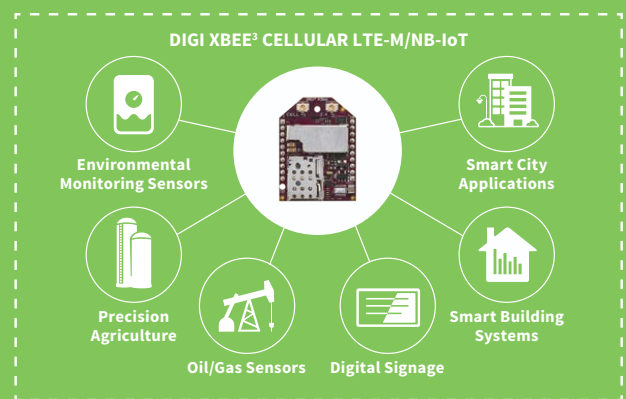 DIGI XBEE³ CELLULAR LTE-M/NB-IoT
Environmental
Monitoring Sensors
Smart City
Applications
Precision
Agriculture
Smart Building
Systems
Oil/Gas Sensors
Digital Signage